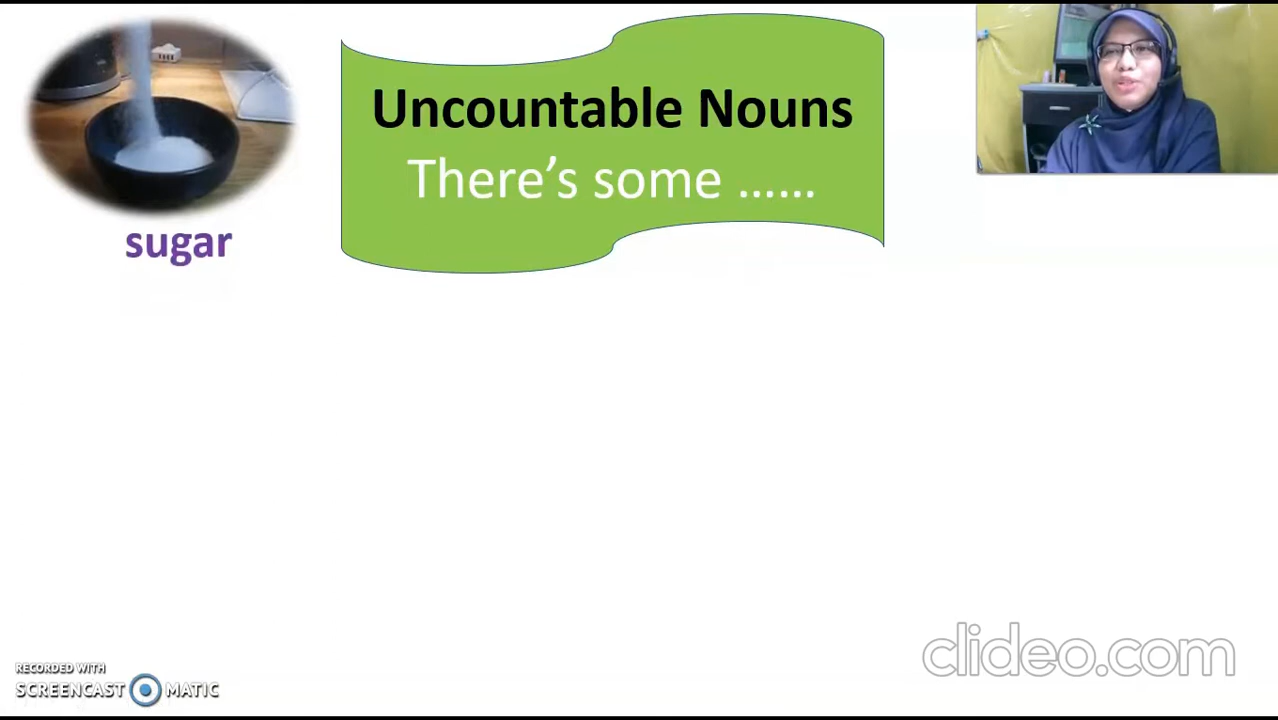 Uncountable Nouns
There's some ......
sugar
clideo.com
RECORDED WITH
SCREENCAST MATIC